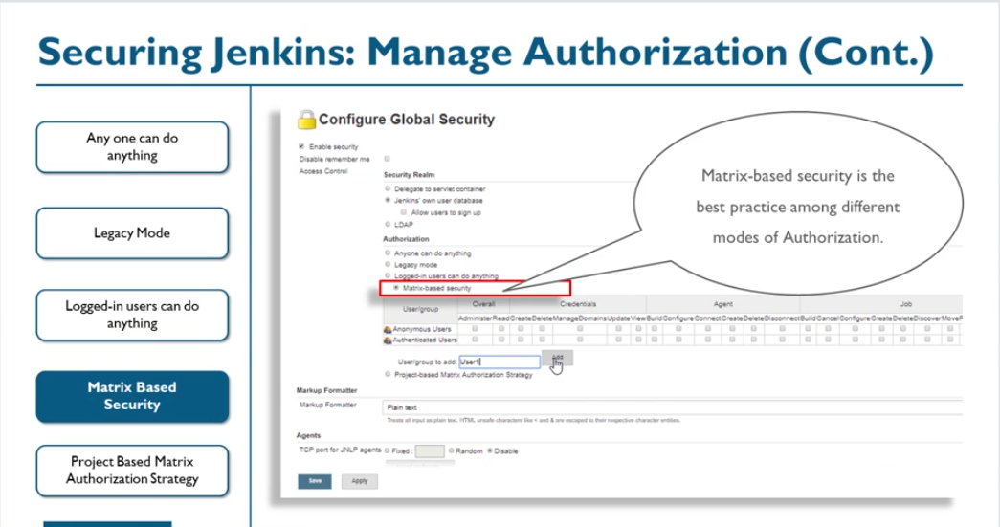 Securing Jenkins: Manage Authorization (Cont.)
Any one can do
anything
Legacy Mode
Logged-in users can do
anything
Matrix Based
Security
Project Based Matrix
Authorization Strategy
Configure Global Security
Enable security
Disable remember me
Access Control
Security Realm
Delegate to servlet container
Jenkins' own user database
Allow users to sign up
LDAP
Authorization
Anyone can do anything
Legacy mode
Logged-in users can do anything
Matrix-based security
User/group Overall Credentials Agent Job
Administer Read Create Delete ManageDomains Update View Build Configure Connect Create Delete Disconnect Build Cancel Configure Create Delete Discover Move
Anonymous Users
Authenticated Users
User/group to add: User1 Add
Project-based Matrix Authorization Strategy
Markup Formatter
Markup Formatter Plain text
Treats all input as plain text. HTML unsafe characters like < and & are escaped to their respective character entities.
Agents
TCP port for JNLP agents Fixed : Random Disable
Save Apply
Matrix-based security is the
best practice among different
modes of Authorization.